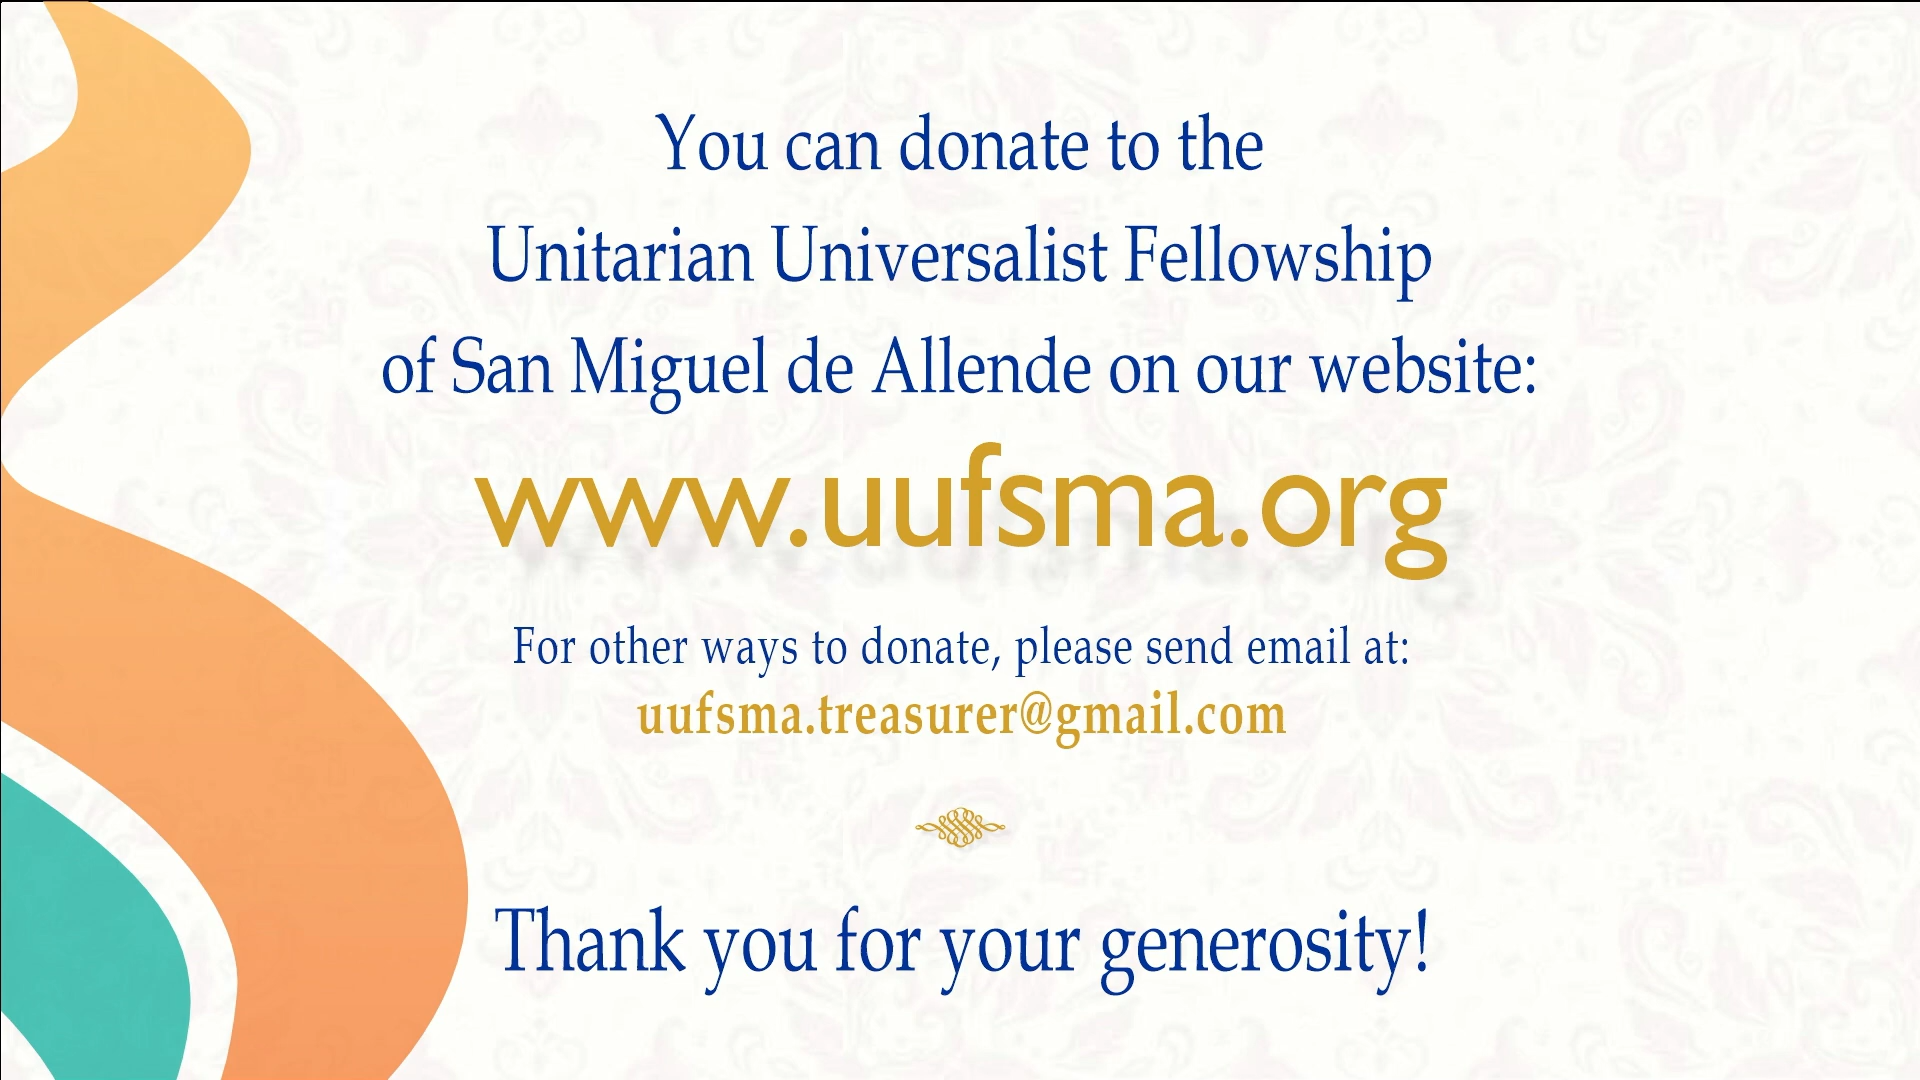 You can donate to the
Unitarian Universalist Fellowship
of San Miguel de Allende on our website:
www.uufsma.org
For other ways to donate, please send email at:
uufsma.treasurer@gmail.com
Thank you for your generosity!